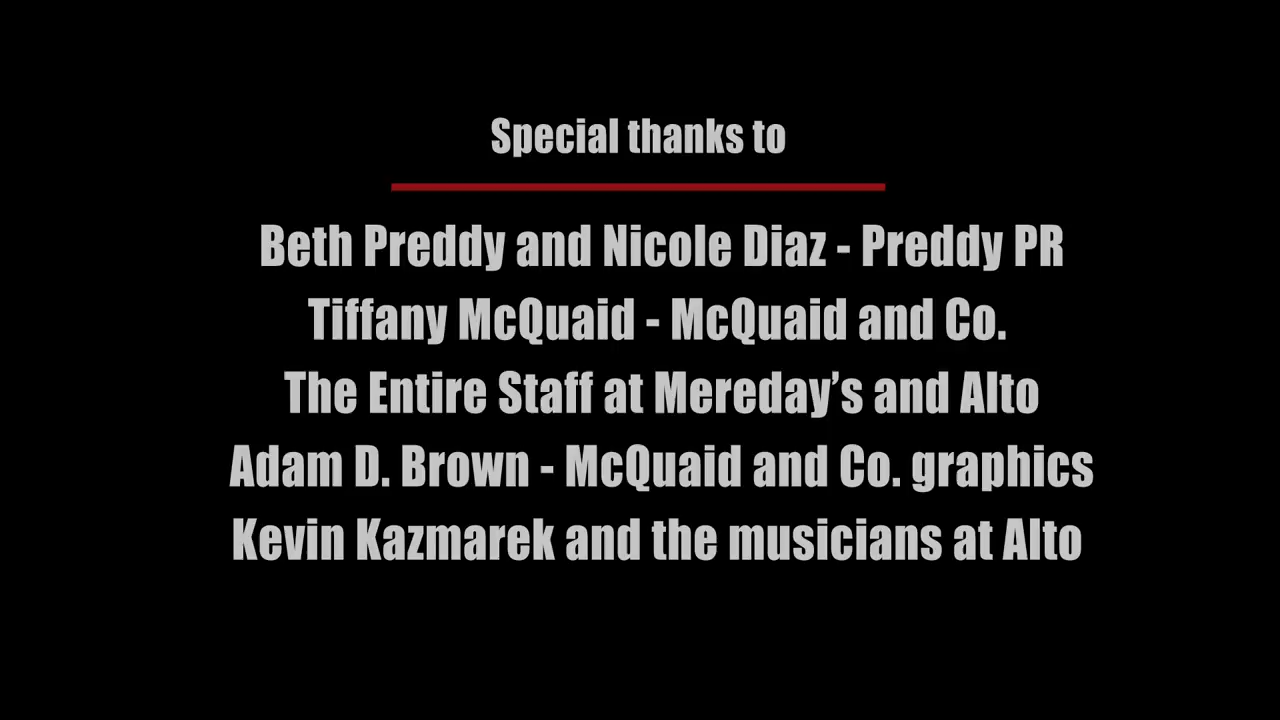 Special thanks to
Beth Preddy and Nicole Diaz - Preddy PR
Tiffany McQuaid - McQuaid and Co.
The Entire Staff at Mereday’s and Alto
Adam D. Brown - McQuaid and Co. graphics
Kevin Kazmarek and the musicians at Alto